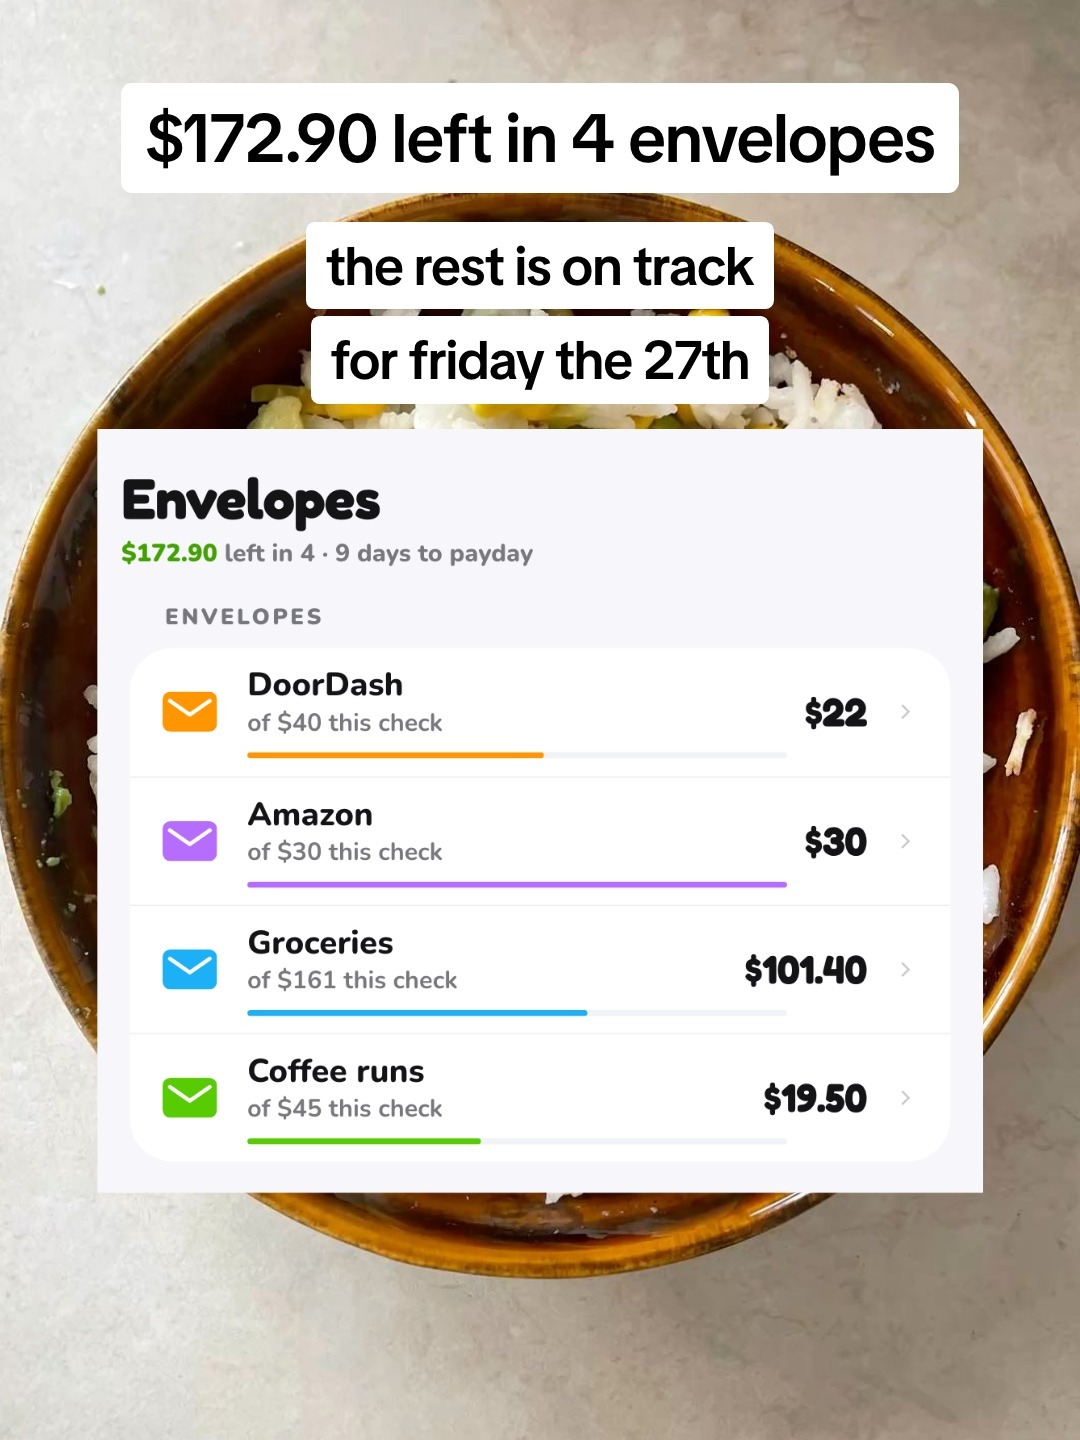 $172.90 left in 4 envelopes
the rest is on track
for friday the 27th
Envelopes
$172.90 left in 4 · 9 days to payday
ENVELOPES
DoorDash
of $40 this check
$22
Amazon
of $30 this check
$30
Groceries
of $161 this check
$101.40
Coffee runs
of $45 this check
$19.50